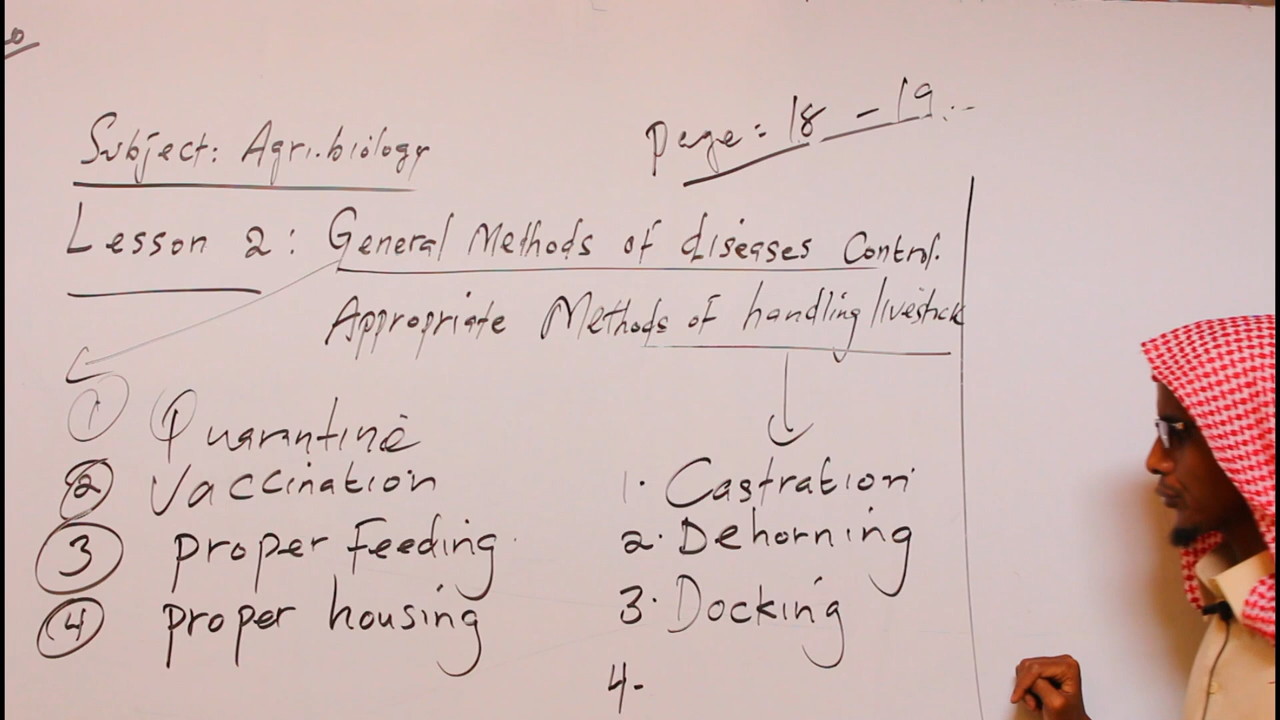 Subject: Agri.biology
page = 18 - 19
Lesson 2: General Methods of diseases Control.
Appropriate Methods of handling livestick
1 Quarantine
2 Vaccination
3 proper Feeding
4 proper housing
1. Castration
2. Dehorning
3. Docking
4-